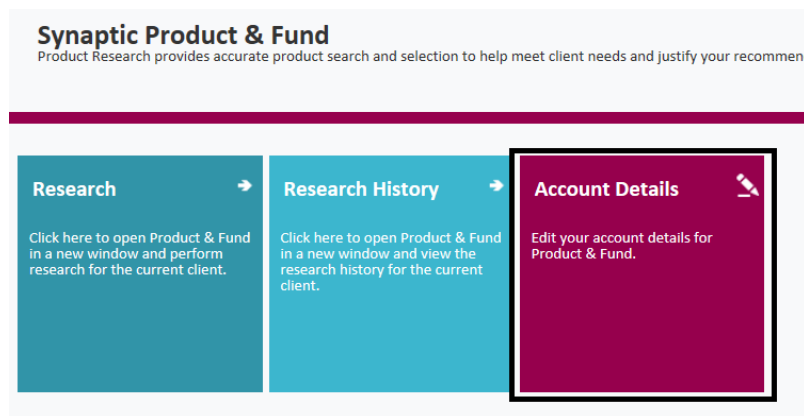 Synaptic Product & Fund
Product Research provides accurate product search and selection to help meet client needs and justify your recommen
Research
Click here to open Product & Fund
in a new window and perform
research for the current client.
Research History
Click here to open Product & Fund
in a new window and view the
research history for the current
client.
Account Details
Edit your account details for
Product & Fund.